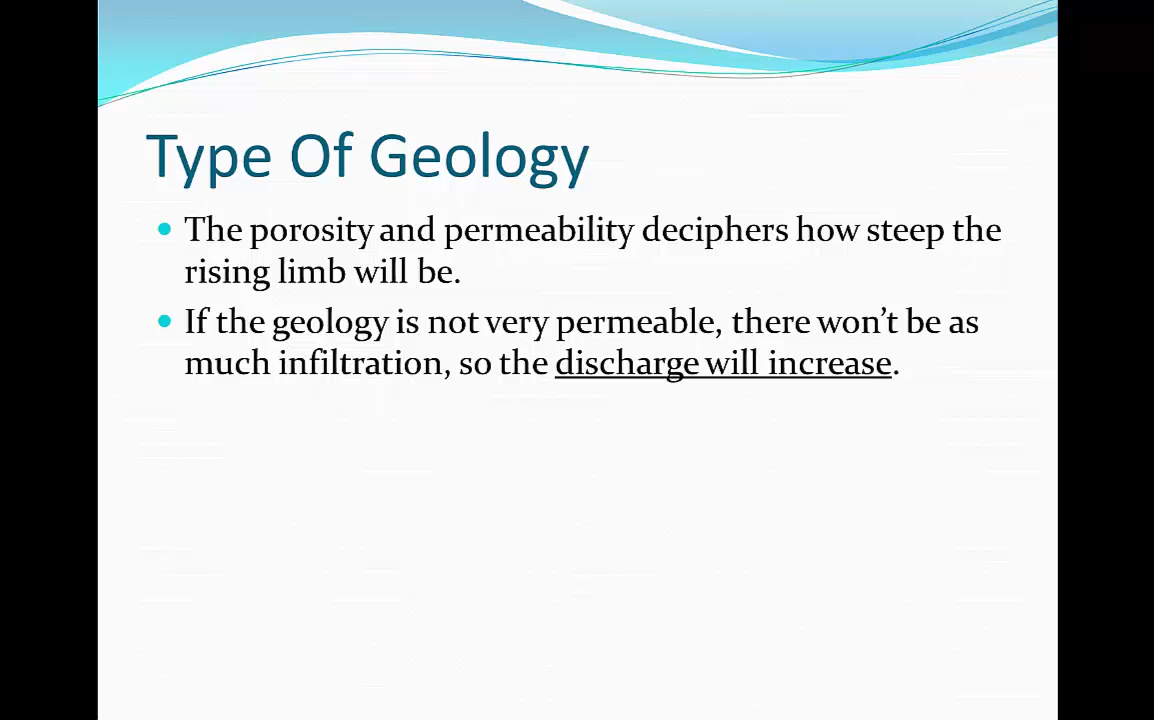 Type Of Geology
The porosity and permeability deciphers how steep the
rising limb will be.
If the geology is not very permeable, there won’t be as
much infiltration, so the discharge will increase.